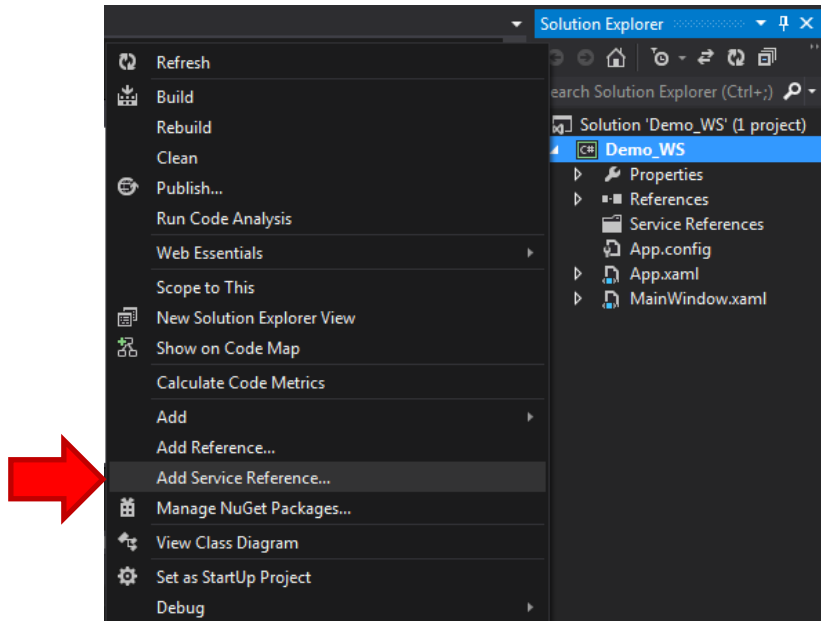 Solution Explorer
Refresh
Build
Rebuild
Clean
Publish...
Run Code Analysis
Web Essentials
Scope to This
New Solution Explorer View
Show on Code Map
Calculate Code Metrics
Add
Add Reference...
Add Service Reference...
Manage NuGet Packages...
View Class Diagram
Set as StartUp Project
Debug
earch Solution Explorer (Ctrl+;)
Solution 'Demo_WS' (1 project)
C# Demo_WS
Properties
References
Service References
App.config
App.xaml
MainWindow.xaml